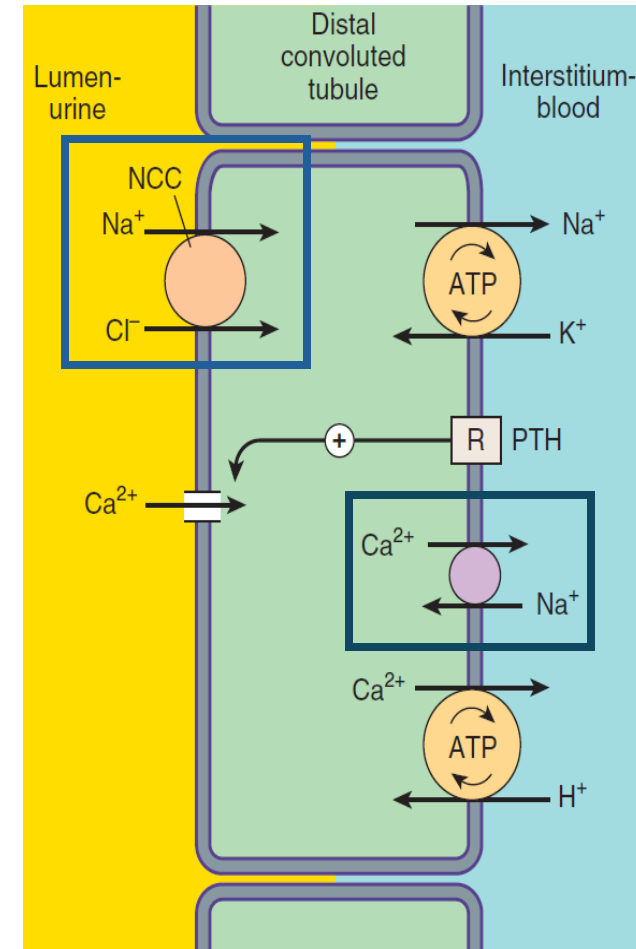 Distal
convoluted
tubule
Lumen-
urine
Interstitium-
blood
NCC
Na⁺
Cl⁻
Na⁺
ATP
K⁺
+
R PTH
Ca²⁺
Ca²⁺
Na⁺
Ca²⁺
ATP
H⁺